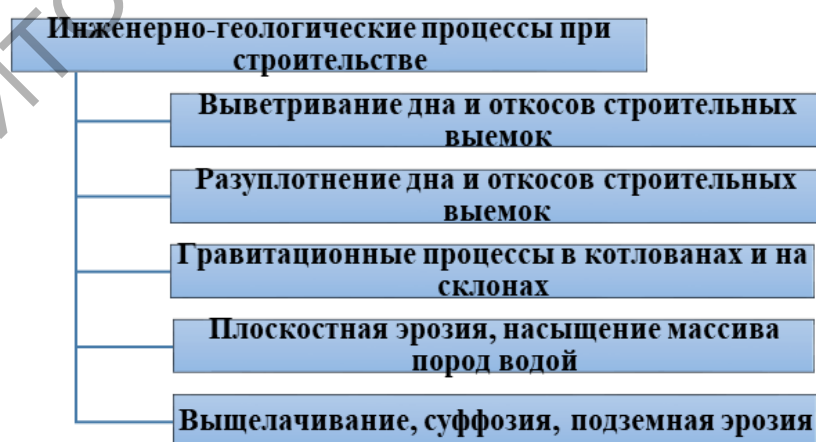 Инженерно-геологические процессы при
строительстве
Выветривание дна и откосов строительных
выемок
Разуплотнение дна и откосов строительных
выемок
Гравитационные процессы в котлованах и на
склонах
Плоскостная эрозия, насыщение массива
пород водой
Выщелачивание, суффозия, подземная эрозия